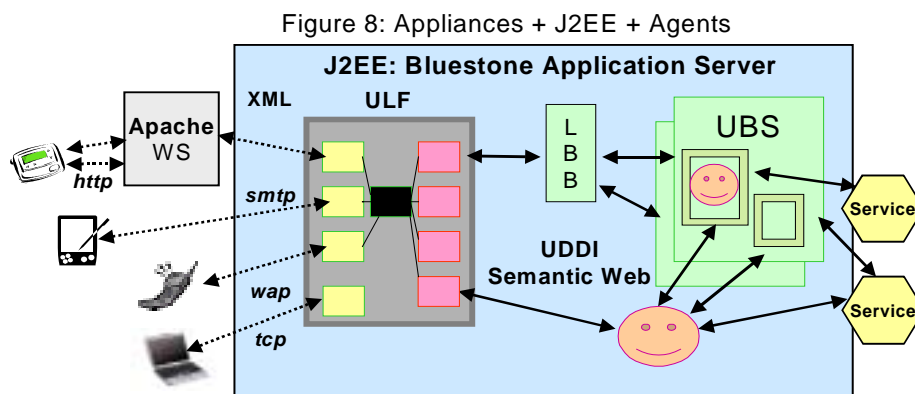 Figure 8: Appliances + J2EE + Agents
J2EE: Bluestone Application Server
XML
ULF
Apache
WS
http
smtp
wap
tcp
L
B
B
UBS
UDDI
Semantic Web
Service
Service